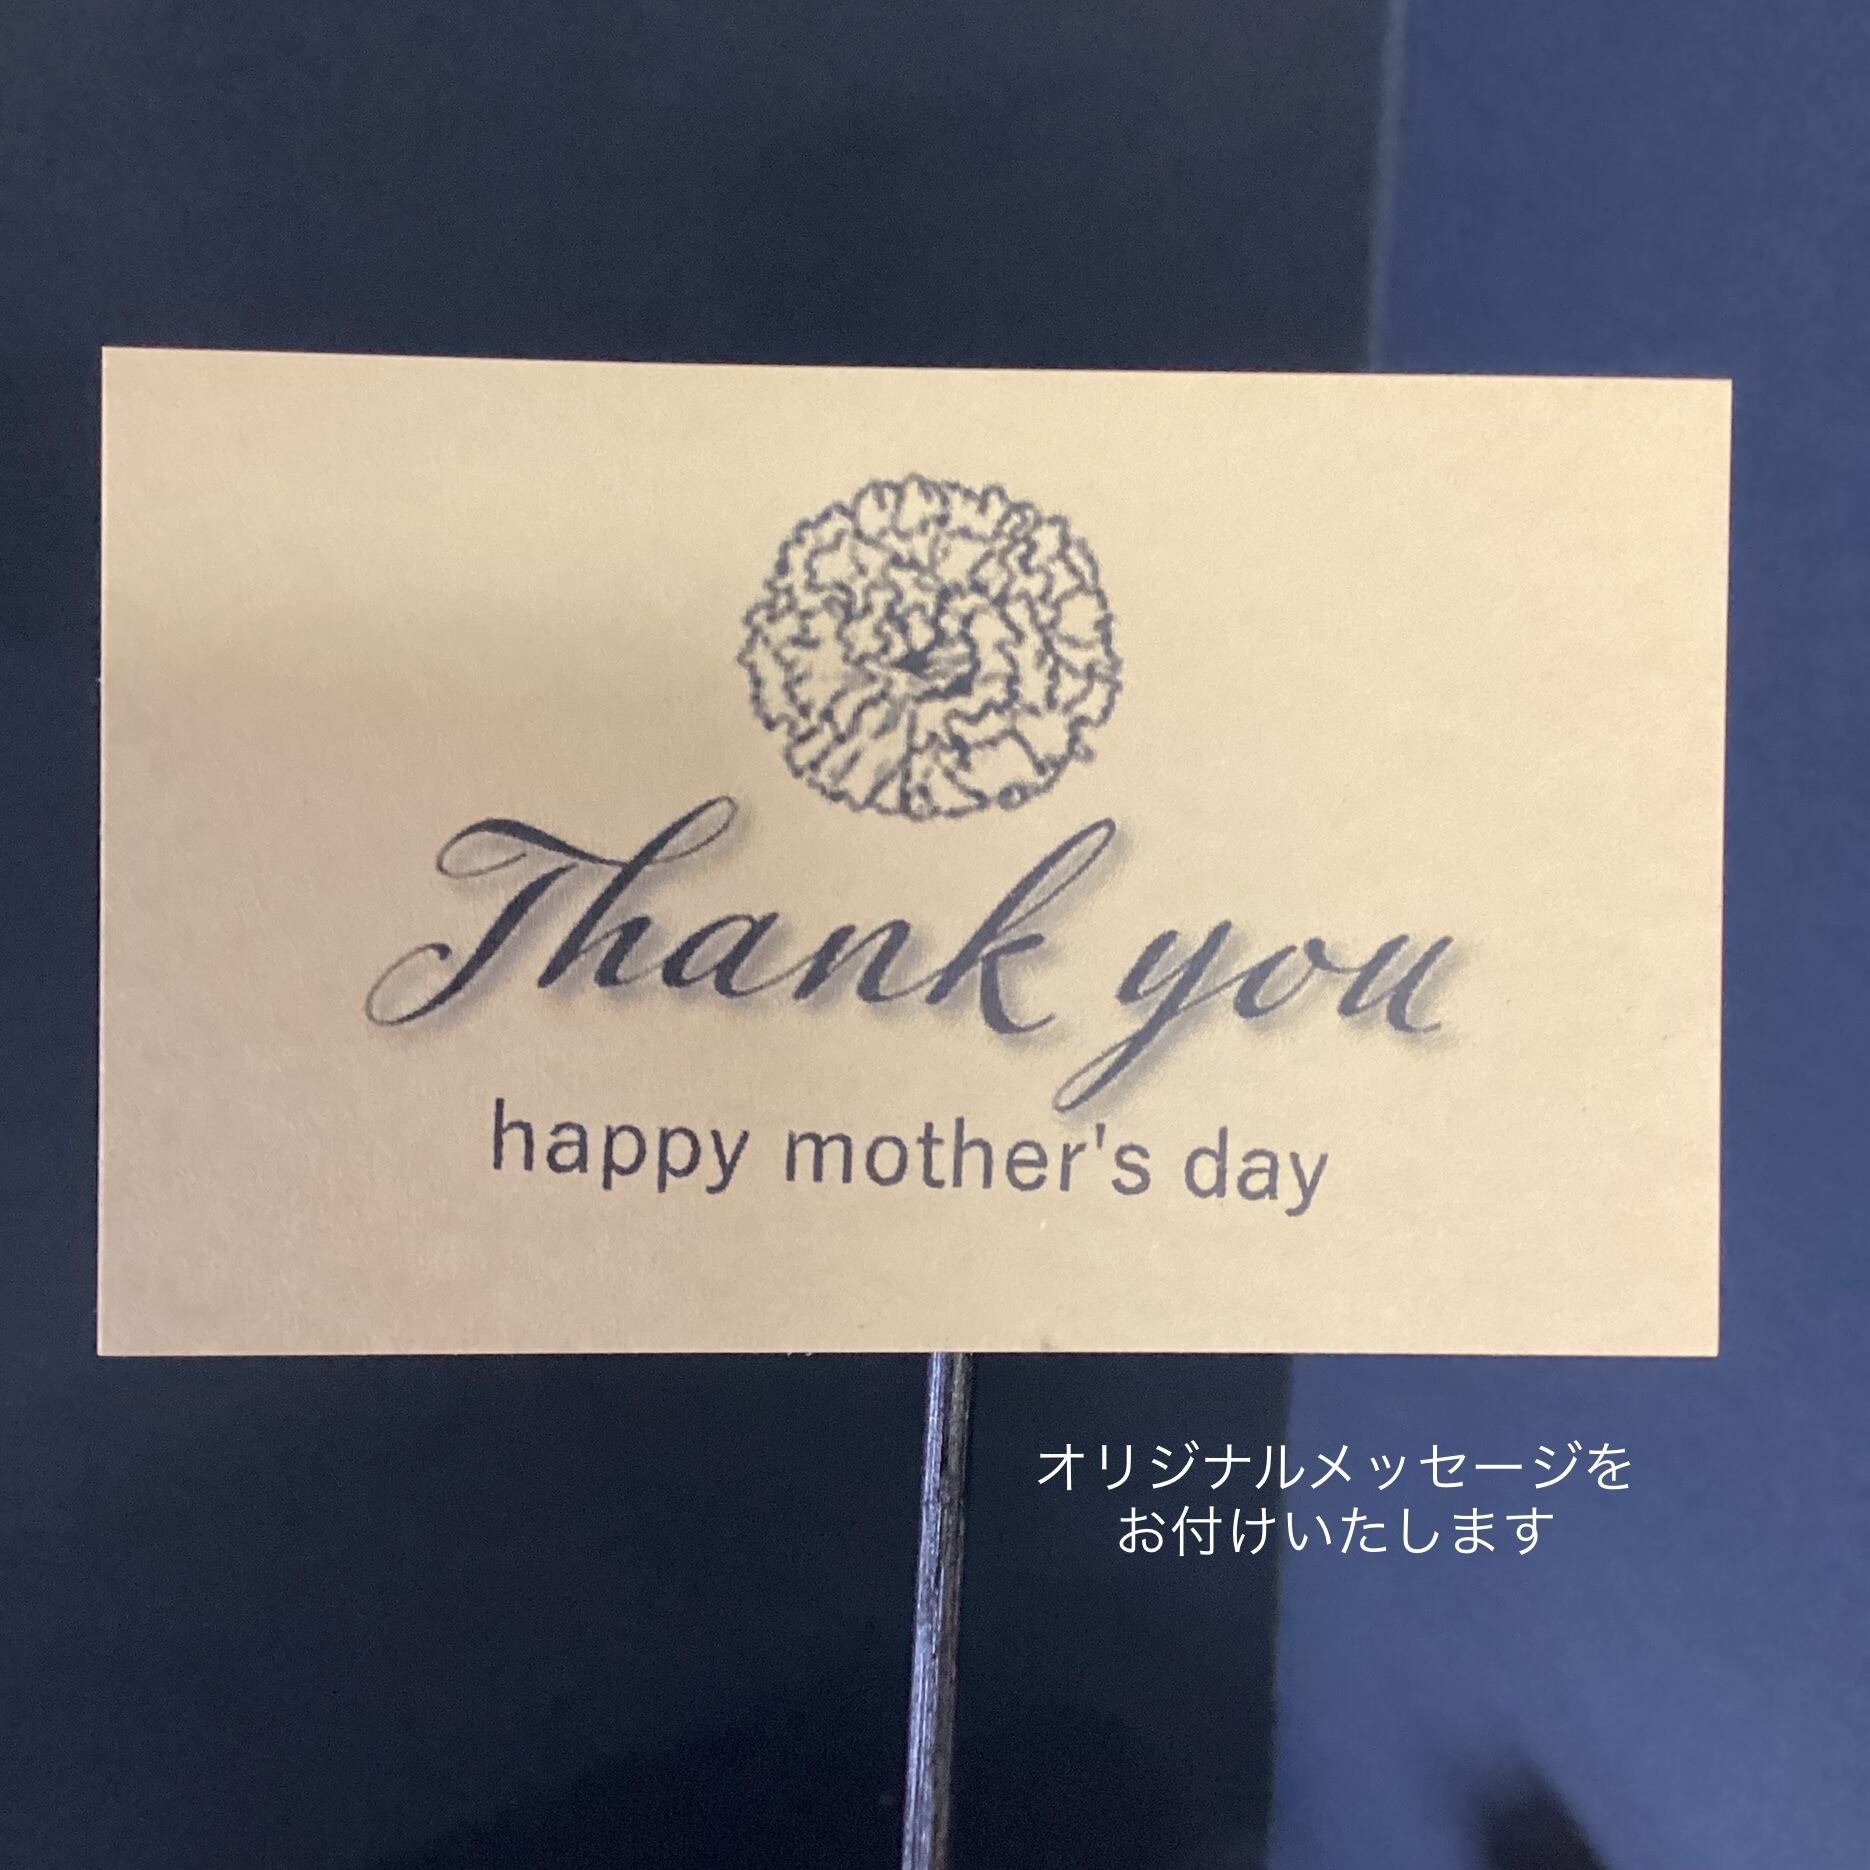 Thank you
happy mother's day
オリジナルメッセージを
お付けいたします